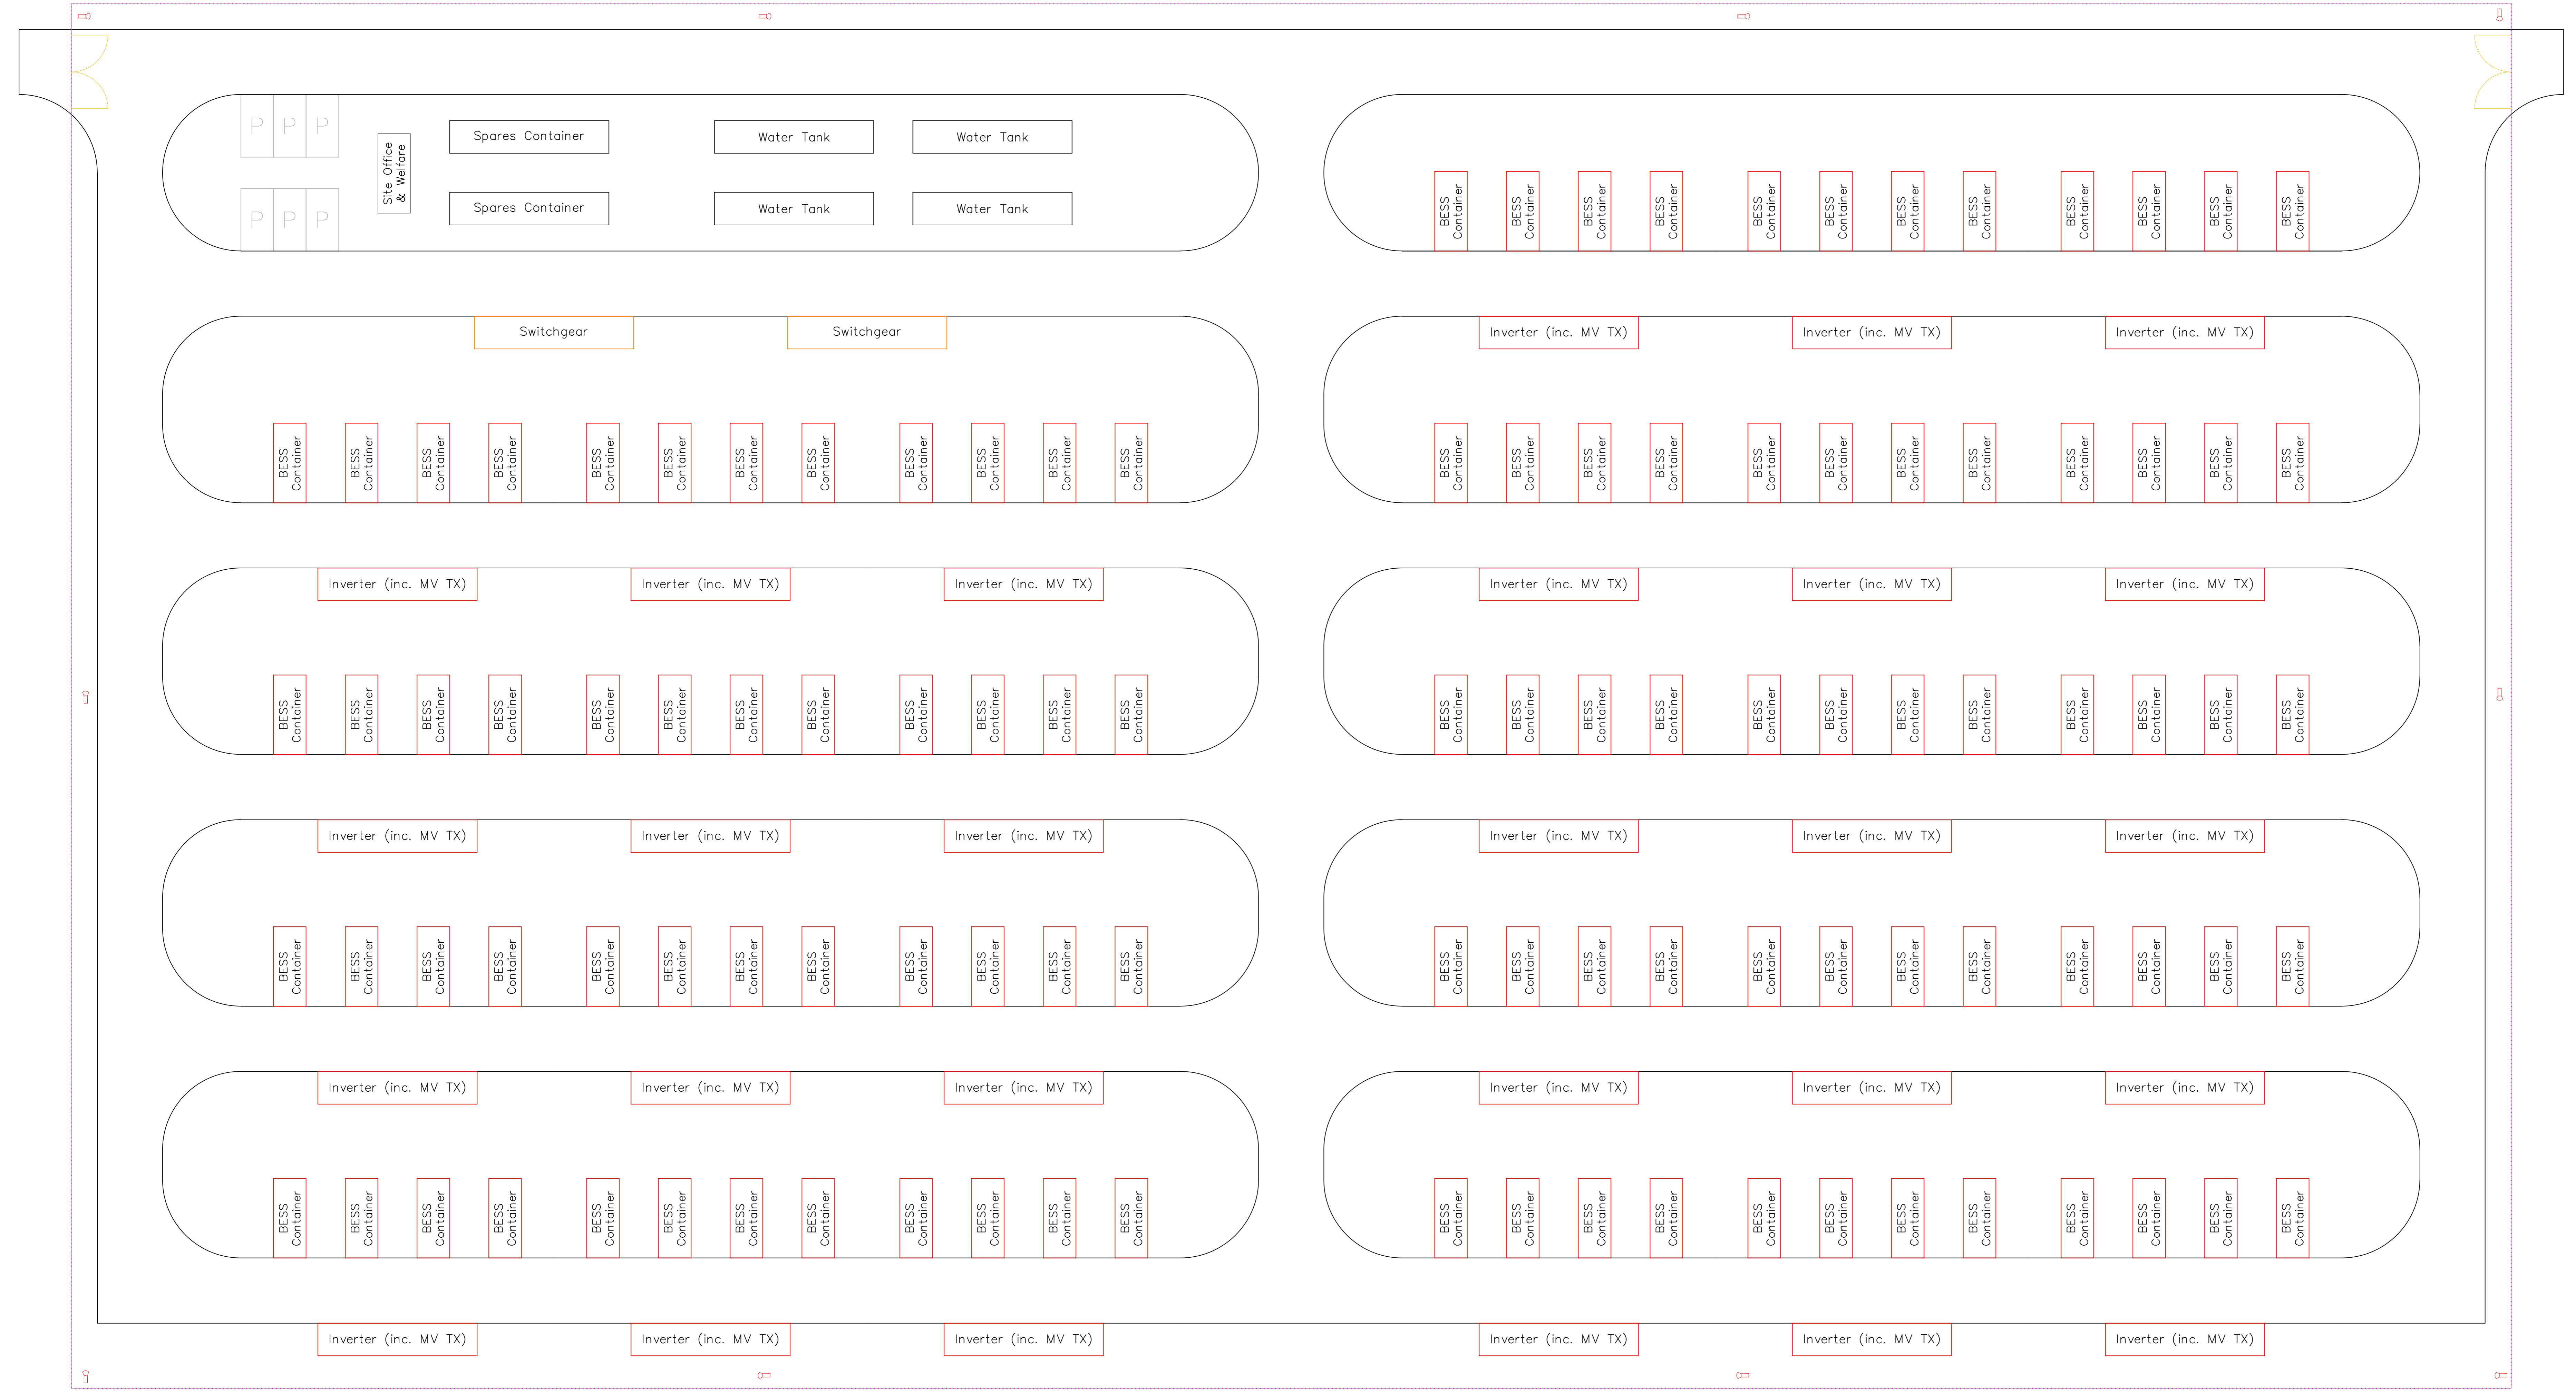 P P P
Spares Container
Water Tank
Water Tank
Site Office
& Welfare
P P P
Spares Container
Water Tank
Water Tank
BESS Container BESS Container BESS Container BESS Container BESS Container BESS Container BESS Container BESS Container BESS Container BESS Container BESS Container BESS Container
Switchgear Switchgear
Inverter (inc. MV TX) Inverter (inc. MV TX) Inverter (inc. MV TX)
BESS Container BESS Container BESS Container BESS Container BESS Container BESS Container BESS Container BESS Container BESS Container BESS Container BESS Container BESS Container
BESS Container BESS Container BESS Container BESS Container BESS Container BESS Container BESS Container BESS Container BESS Container BESS Container BESS Container BESS Container
Inverter (inc. MV TX) Inverter (inc. MV TX) Inverter (inc. MV TX)
Inverter (inc. MV TX) Inverter (inc. MV TX) Inverter (inc. MV TX)
BESS Container BESS Container BESS Container BESS Container BESS Container BESS Container BESS Container BESS Container BESS Container BESS Container BESS Container BESS Container
BESS Container BESS Container BESS Container BESS Container BESS Container BESS Container BESS Container BESS Container BESS Container BESS Container BESS Container BESS Container
Inverter (inc. MV TX) Inverter (inc. MV TX) Inverter (inc. MV TX)
Inverter (inc. MV TX) Inverter (inc. MV TX) Inverter (inc. MV TX)
BESS Container BESS Container BESS Container BESS Container BESS Container BESS Container BESS Container BESS Container BESS Container BESS Container BESS Container BESS Container
BESS Container BESS Container BESS Container BESS Container BESS Container BESS Container BESS Container BESS Container BESS Container BESS Container BESS Container BESS Container
Inverter (inc. MV TX) Inverter (inc. MV TX) Inverter (inc. MV TX)
Inverter (inc. MV TX) Inverter (inc. MV TX) Inverter (inc. MV TX)
BESS Container BESS Container BESS Container BESS Container BESS Container BESS Container BESS Container BESS Container BESS Container BESS Container BESS Container BESS Container
BESS Container BESS Container BESS Container BESS Container BESS Container BESS Container BESS Container BESS Container BESS Container BESS Container BESS Container BESS Container
Inverter (inc. MV TX) Inverter (inc. MV TX) Inverter (inc. MV TX)
Inverter (inc. MV TX) Inverter (inc. MV TX) Inverter (inc. MV TX)